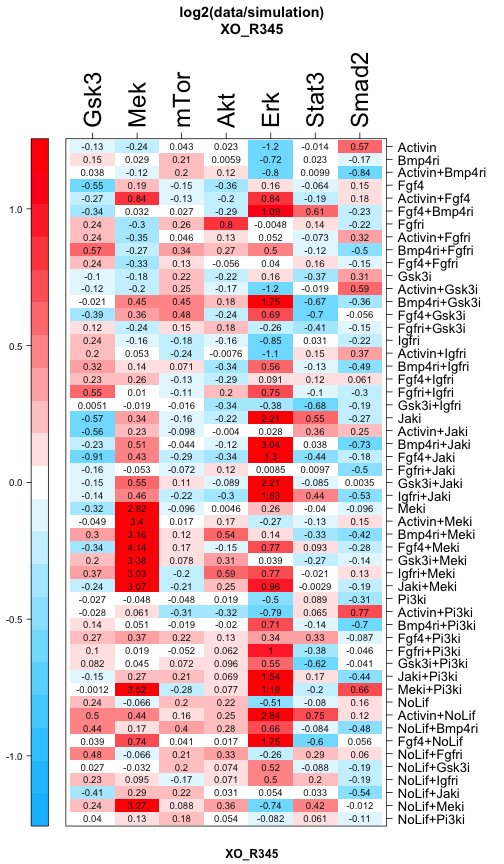 log2(data/simulation)
XO_R345
Gsk3 Mek mTor Akt Erk Stat3 Smad2
1.0
0.5
0.0
-0.5
-1.0
-0.13 -0.24 0.043 0.023 -1.2 -0.014 0.57 Activin
0.15 0.029 0.21 0.0059 -0.72 0.023 -0.17 Bmp4ri
0.038 -0.12 0.2 0.12 -0.8 0.099 -0.84 Activin+Bmp4ri
-0.55 0.19 -0.15 -0.36 0.16 -0.064 0.15 Fgf4
-0.27 0.84 -0.13 -0.2 0.84 -0.19 0.18 Activin+Fgf4
-0.34 0.032 0.027 -0.29 1.09 0.61 -0.23 Fgf4+Bmp4ri
0.24 -0.3 0.26 0.8 -0.0048 0.14 -0.22 Fgfri
0.24 -0.35 0.046 0.13 0.052 -0.073 0.32 Activin+Fgfri
0.57 -0.27 0.34 0.27 0.5 -0.12 -0.5 Bmp4ri+Fgfri
0.24 -0.33 0.13 -0.056 0.04 0.16 -0.15 Fgf4+Fgfri
-0.1 -0.18 0.26 -0.22 0.16 -0.37 0.31 Gsk3i
-0.12 -0.2 0.25 -0.17 -1.2 -0.019 0.59 Activin+Gsk3i
-0.021 0.45 0.45 0.18 1.75 -0.67 -0.36 Bmp4ri+Gsk3i
-0.39 0.36 0.48 -0.24 0.69 -0.7 -0.056 Fgf4+Gsk3i
0.12 -0.24 0.15 0.18 -0.26 -0.41 -0.15 Fgfri+Gsk3i
0.24 -0.16 -0.18 -0.16 -0.85 0.031 -0.22 Igfri
0.2 0.053 -0.24 -0.0076 -1.1 0.15 0.37 Activin+Igfri
0.32 0.14 0.071 -0.34 0.56 -0.13 -0.49 Bmp4ri+Igfri
0.23 0.26 -0.13 -0.29 0.091 0.12 0.061 Fgf4+Igfri
0.55 0.01 -0.11 0.2 0.75 -0.1 -0.3 Fgfri+Igfri
0.0051 -0.019 -0.016 -0.34 -0.38 -0.68 -0.19 Gsk3i+Igfri
-0.57 0.34 -0.16 -0.22 2.21 0.55 -0.27 Jaki
-0.56 0.23 -0.098 -0.004 0.028 0.36 0.25 Activin+Jaki
-0.23 0.51 -0.044 -0.12 3.04 0.038 -0.73 Bmp4ri+Jaki
-0.91 0.43 -0.29 -0.34 1.3 -0.44 -0.18 Fgf4+Jaki
-0.16 -0.053 -0.072 0.12 0.0085 0.0097 -0.5 Fgfri+Jaki
-0.15 0.55 0.11 -0.089 2.21 -0.085 0.0035 Gsk3i+Jaki
-0.14 0.46 -0.22 -0.3 1.63 0.44 -0.53 Igfri+Jaki
-0.32 2.82 -0.096 0.0046 0.26 -0.04 -0.096 Meki
-0.049 3.4 0.017 0.17 -0.27 -0.13 0.15 Activin+Meki
0.3 3.16 0.12 0.54 0.14 -0.33 -0.42 Bmp4ri+Meki
-0.34 4.14 0.17 -0.15 0.77 0.093 -0.28 Fgf4+Meki
0.2 3.38 0.078 0.31 0.039 -0.27 -0.14 Gsk3i+Meki
0.37 3.03 -0.2 0.59 0.77 -0.021 0.13 Igfri+Meki
-0.24 3.07 -0.21 0.25 0.96 -0.0029 -0.19 Jaki+Meki
-0.027 -0.048 -0.048 -0.019 -0.5 0.089 -0.31 Pi3ki
-0.028 0.061 -0.31 -0.32 -0.79 0.065 0.77 Activin+Pi3ki
0.14 0.051 -0.019 -0.02 0.71 -0.14 -0.7 Bmp4ri+Pi3ki
0.27 0.37 0.22 0.13 0.34 0.33 -0.087 Fgf4+Pi3ki
0.1 0.019 -0.052 0.062 1 -0.38 -0.046 Fgfri+Pi3ki
0.082 0.045 0.072 0.096 0.55 -0.62 -0.041 Gsk3i+Pi3ki
-0.15 0.27 0.21 0.069 1.54 0.17 -0.44 Jaki+Pi3ki
-0.0012 3.52 -0.28 0.077 1.19 -0.2 0.66 Meki+Pi3ki
0.24 -0.066 0.2 0.22 -0.51 -0.08 0.16 NoLif
0.5 0.44 0.16 0.25 2.64 0.75 0.12 Activin+NoLif
0.44 0.17 0.4 0.28 0.66 -0.084 -0.48 NoLif+Bmp4ri
0.039 0.74 0.041 0.017 1.75 -0.6 0.056 Fgf4+NoLif
0.48 -0.066 0.21 0.33 -0.26 0.29 0.06 NoLif+Fgfri
0.027 -0.032 0.2 0.074 0.52 -0.088 -0.19 NoLif+Gsk3i
0.23 0.095 -0.17 0.071 0.5 0.2 -0.19 NoLif+Igfri
-0.41 0.29 0.22 0.031 0.054 0.033 -0.54 NoLif+Jaki
0.24 3.27 0.088 0.36 -0.74 0.42 -0.012 NoLif+Meki
0.04 0.13 0.18 0.054 -0.082 0.061 -0.11 NoLif+Pi3ki
XO_R345